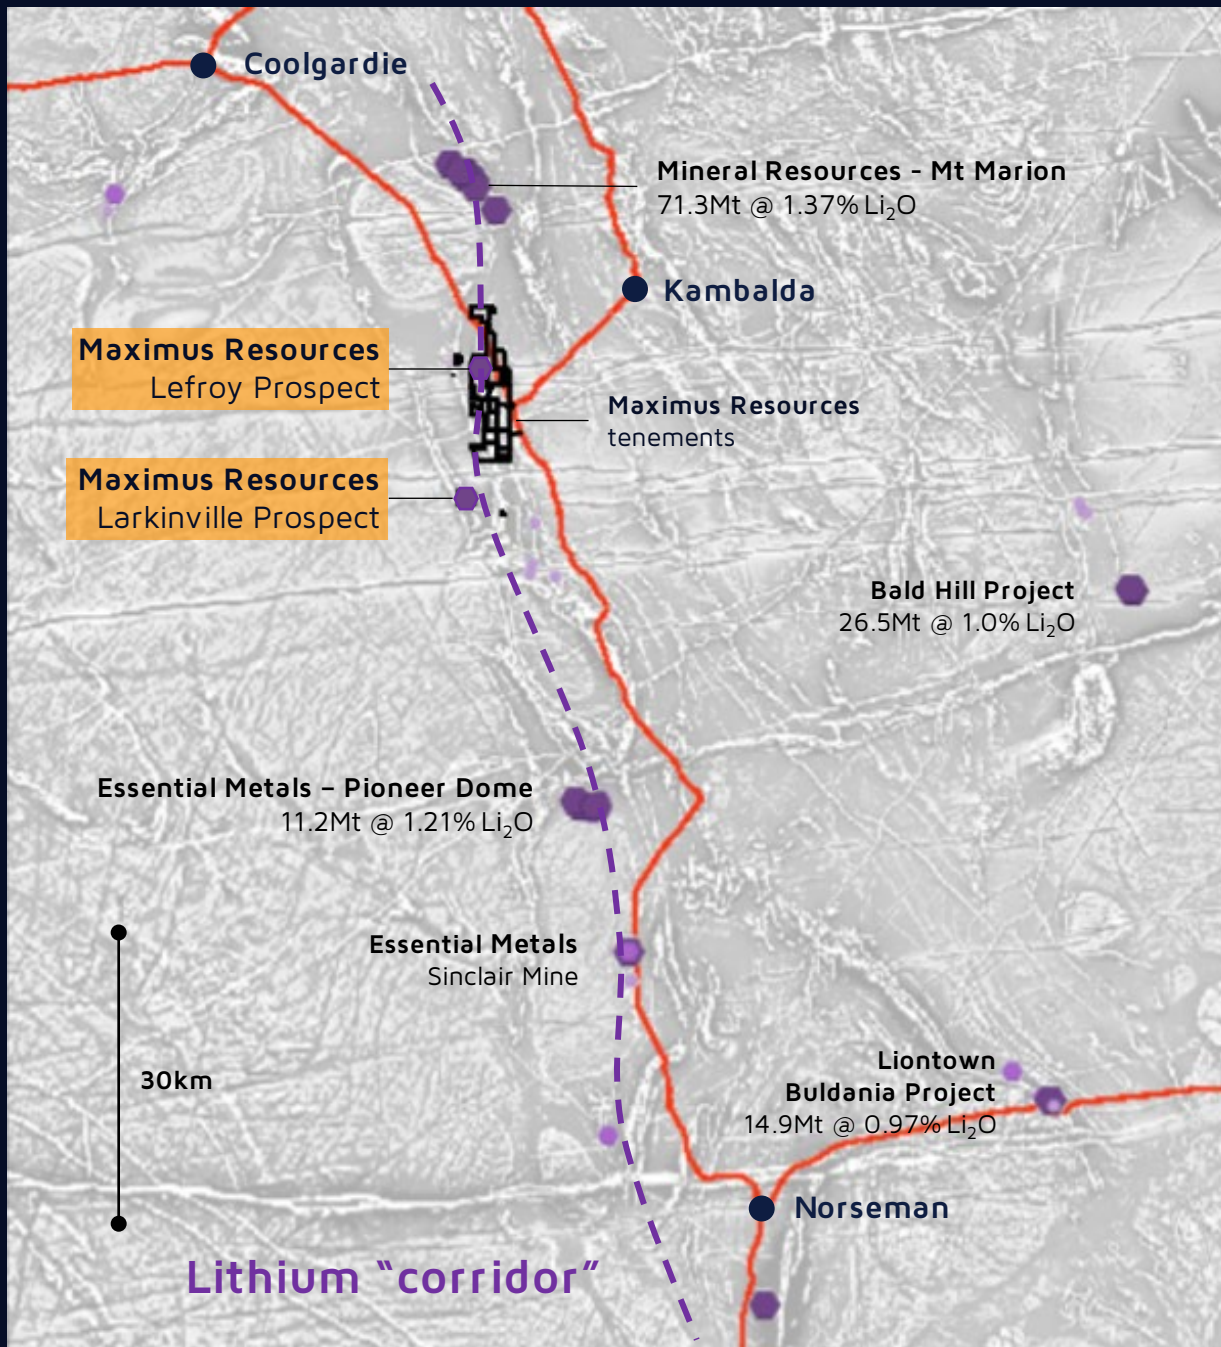 Coolgardie
Mineral Resources - Mt Marion
71.3Mt @ 1.37% Li₂O
Kambalda
Maximus Resources
Lefroy Prospect
Maximus Resources
tenements
Maximus Resources
Larkinville Prospect
Bald Hill Project
26.5Mt @ 1.0% Li₂O
Essential Metals – Pioneer Dome
11.2Mt @ 1.21% Li₂O
Essential Metals
Sinclair Mine
30km
Liontown
Buldania Project
14.9Mt @ 0.97% Li₂O
Norseman
Lithium “corridor”